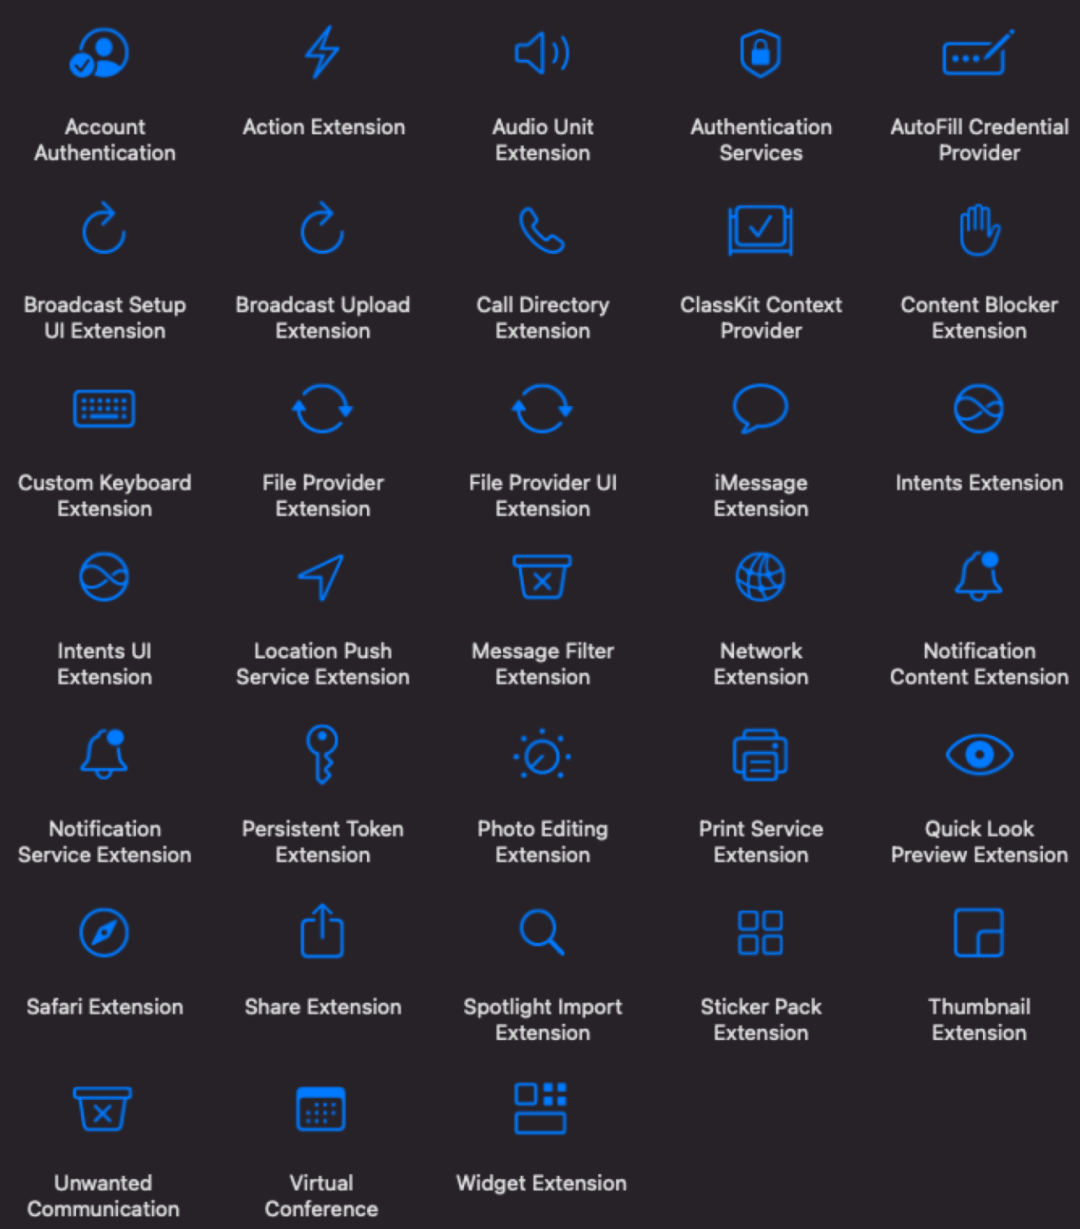 Account
Authentication
Action Extension
Audio Unit
Extension
Authentication
Services
AutoFill Credential
Provider
Broadcast Setup
UI Extension
Broadcast Upload
Extension
Call Directory
Extension
ClassKit Context
Provider
Content Blocker
Extension
Custom Keyboard
Extension
File Provider
Extension
File Provider UI
Extension
iMessage
Extension
Intents Extension
Intents UI
Extension
Location Push
Service Extension
Message Filter
Extension
Network
Extension
Notification
Content Extension
Notification
Service Extension
Persistent Token
Extension
Photo Editing
Extension
Print Service
Extension
Quick Look
Preview Extension
Safari Extension
Share Extension
Spotlight Import
Extension
Sticker Pack
Extension
Thumbnail
Extension
Unwanted
Communication
Virtual
Conference
Widget Extension